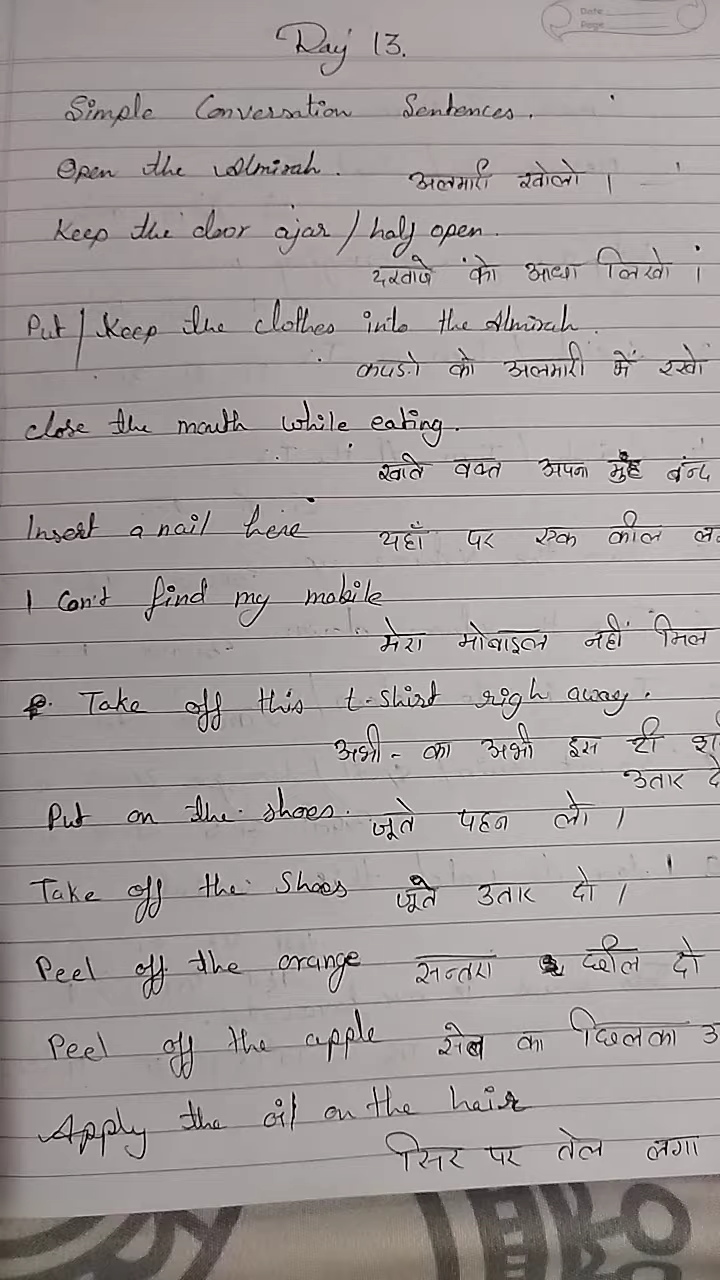 Date
Page
Day 13.
Simple Conversation Sentences.
Open the Almirah. अलमारी खोलो ।
Keep the door ajar / half open.
दरवाजे को आधा लिखो ।
Put / Keep the clothes into the Almirah.
कपड़ो को अलमारी में रखो
close the mouth while eating.
खाते वक्त अपना मुँह बंन्द
Insert a nail here यहाँ पर एक कील
I Can't find my mobile
मेरा मोबाइल नहीं मिल
Take off this t-shirt righ away.
अभी - का अभी इस टी
उतार
Put on the shoes. जूते पहन लो ।
Take off the Shoes जूते उतार दो ।
Peel off the orange सन्तरा छील दो
Peel off the apple सेब का छिलका
Apply the oil on the hair
सिर पर तेल लगा